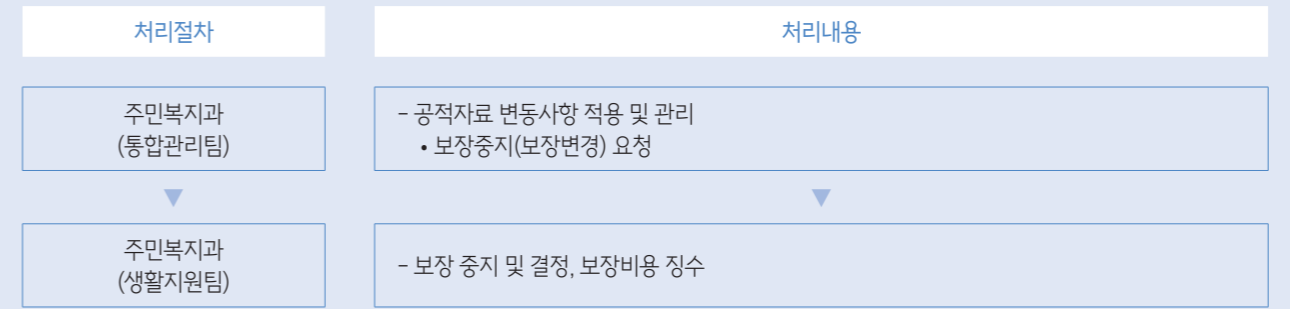 처리절차
처리내용
주민복지과
(통합관리팀)
- 공적자료 변동사항 적용 및 관리
• 보장중지(보장변경) 요청
▼
▼
주민복지과
(생활지원팀)
- 보장 중지 및 결정, 보장비용 징수